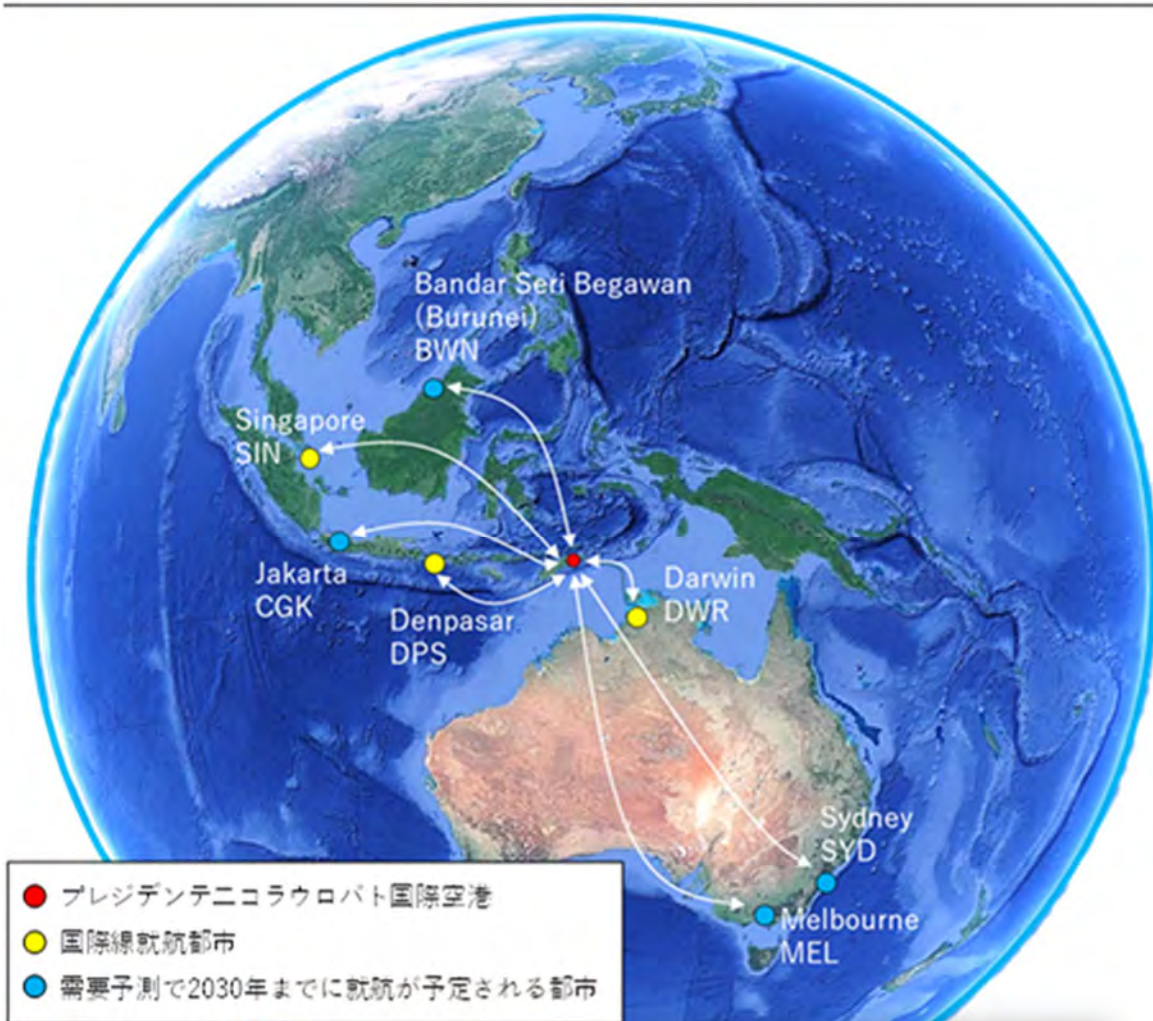 Bandar Seri Begawan
(Burunei)
BWN
Singapore
SIN
Jakarta
CGK
Denpasar
DPS
Darwin
DWR
Sydney
SYD
Melbourne
MEL
プレジデンテニコラウロバト国際空港
国際線就航都市
需要予測で2030年までに就航が予定される都市